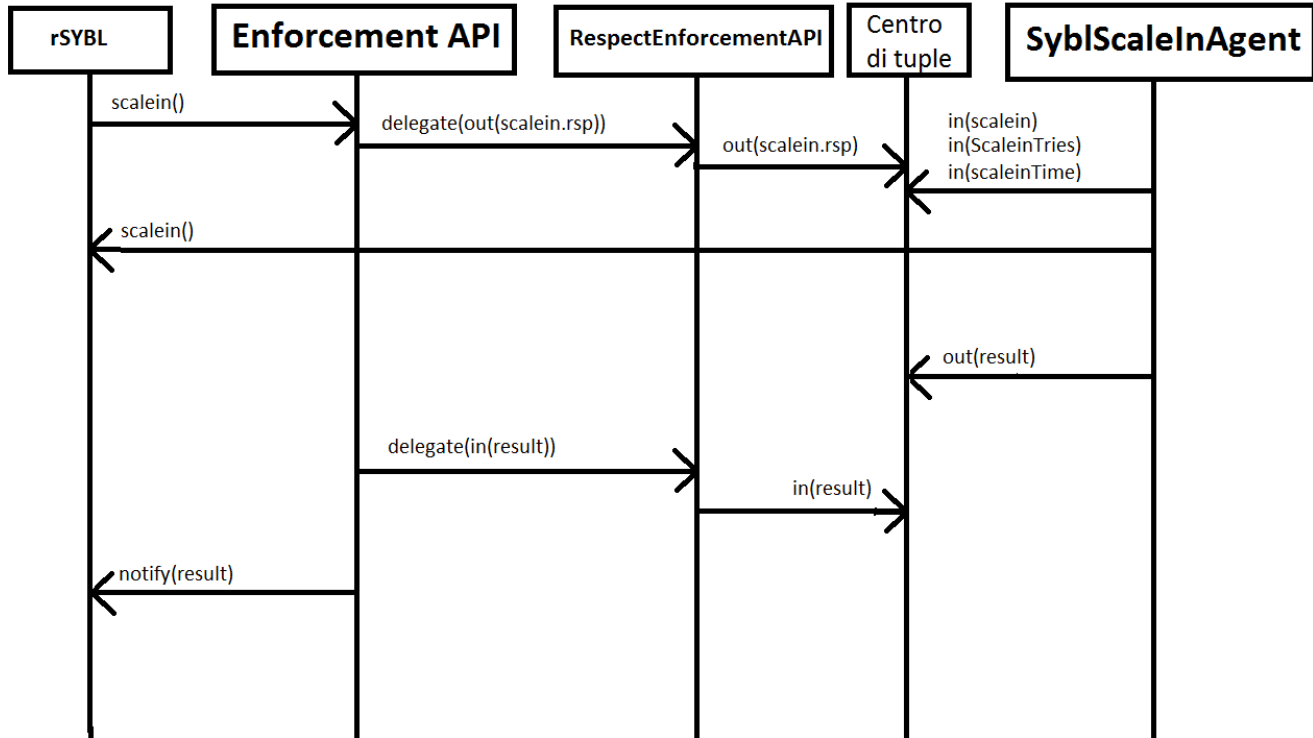 rSYBL
Enforcement API
RespectEnforcementAPI
Centro
di tuple
SyblScaleInAgent
scalein()
delegate(out(scalein.rsp))
out(scalein.rsp)
in(scalein)
in(ScaleinTries)
in(scaleinTime)
scalein()
out(result)
delegate(in(result))
in(result)
notify(result)